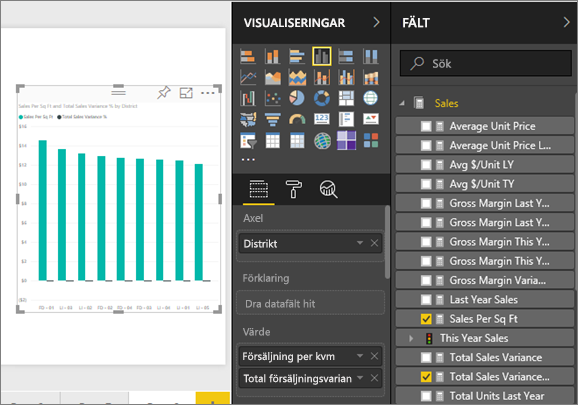 VISUALISERINGAR
FÄLT
Sök
Sales
Sales Per Sq Ft and Total Sales Variance % by District
Sales Per Sq Ft Total Sales Variance %
$16
$14
$12
$10
$8
$6
$4
$2
$0
($2)
FD - 01 LI - 03 FD - 02 LI - 01 FD - 03 FD - 04 LI - 04 LI - 02 LI - 05
Axel
Distrikt
Förklaring
Dra datafält hit
Värde
Försäljning per kvm
Total försäljningsvarian
Average Unit Price
Average Unit Price L...
Avg $/Unit LY
Avg $/Unit TY
Gross Margin Last Y...
Gross Margin Last Y...
Gross Margin This Y...
Gross Margin This Y...
Gross Margin Varia...
Last Year Sales
Sales Per Sq Ft
This Year Sales
Total Sales Variance
Total Sales Variance...
Total Units Last Year